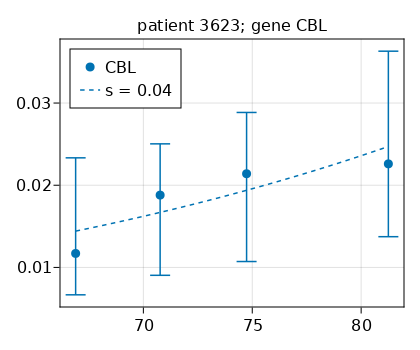 patient 3623; gene CBL
CBL
s = 0.04
0.03
0.02
0.01
70 75 80